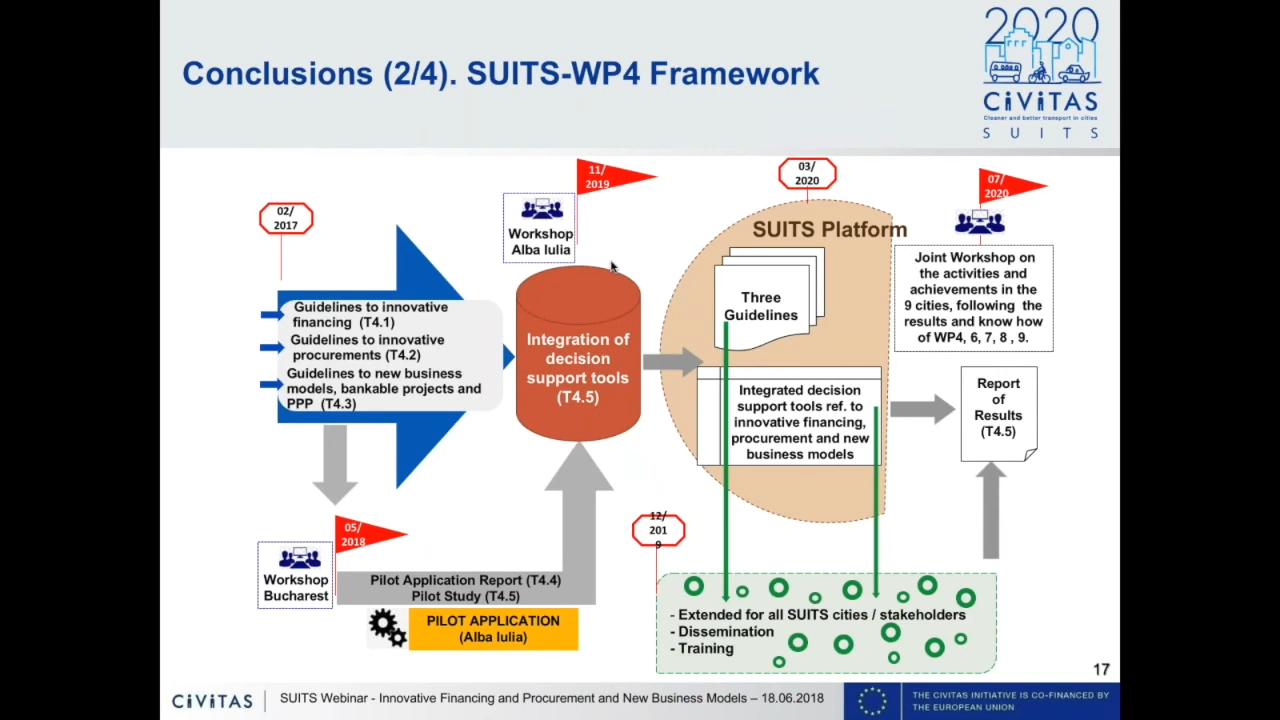 2020
CiViTAS
Cleaner and better transport in cities
S U I T S
Conclusions (2/4). SUITS-WP4 Framework
02/
2017
Guidelines to innovative
financing (T4.1)
Guidelines to innovative
procurements (T4.2)
Guidelines to new business
models, bankable projects and
PPP (T4.3)
11/
2019
Workshop
Alba Iulia
Integration of
decision
support tools
(T4.5)
03/
2020
SUITS Platform
Three
Guidelines
Integrated decision
support tools ref. to
innovative financing,
procurement and new
business models
07/
2020
Joint Workshop on
the activities and
achievements in the
9 cities, following the
results and know how
of WP4, 6, 7, 8 , 9.
Report
of
Results
(T4.5)
05/
2018
Workshop
Bucharest
Pilot Application Report (T4.4)
Pilot Study (T4.5)
PILOT APPLICATION
(Alba Iulia)
12/
201
9
- Extended for all SUITS cities / stakeholders
- Dissemination
- Training
17
CiViTAS
SUITS Webinar - Innovative Financing and Procurement and New Business Models – 18.06.2018
THE CIVITAS INITIATIVE IS CO-FINANCED BY
THE EUROPEAN UNION